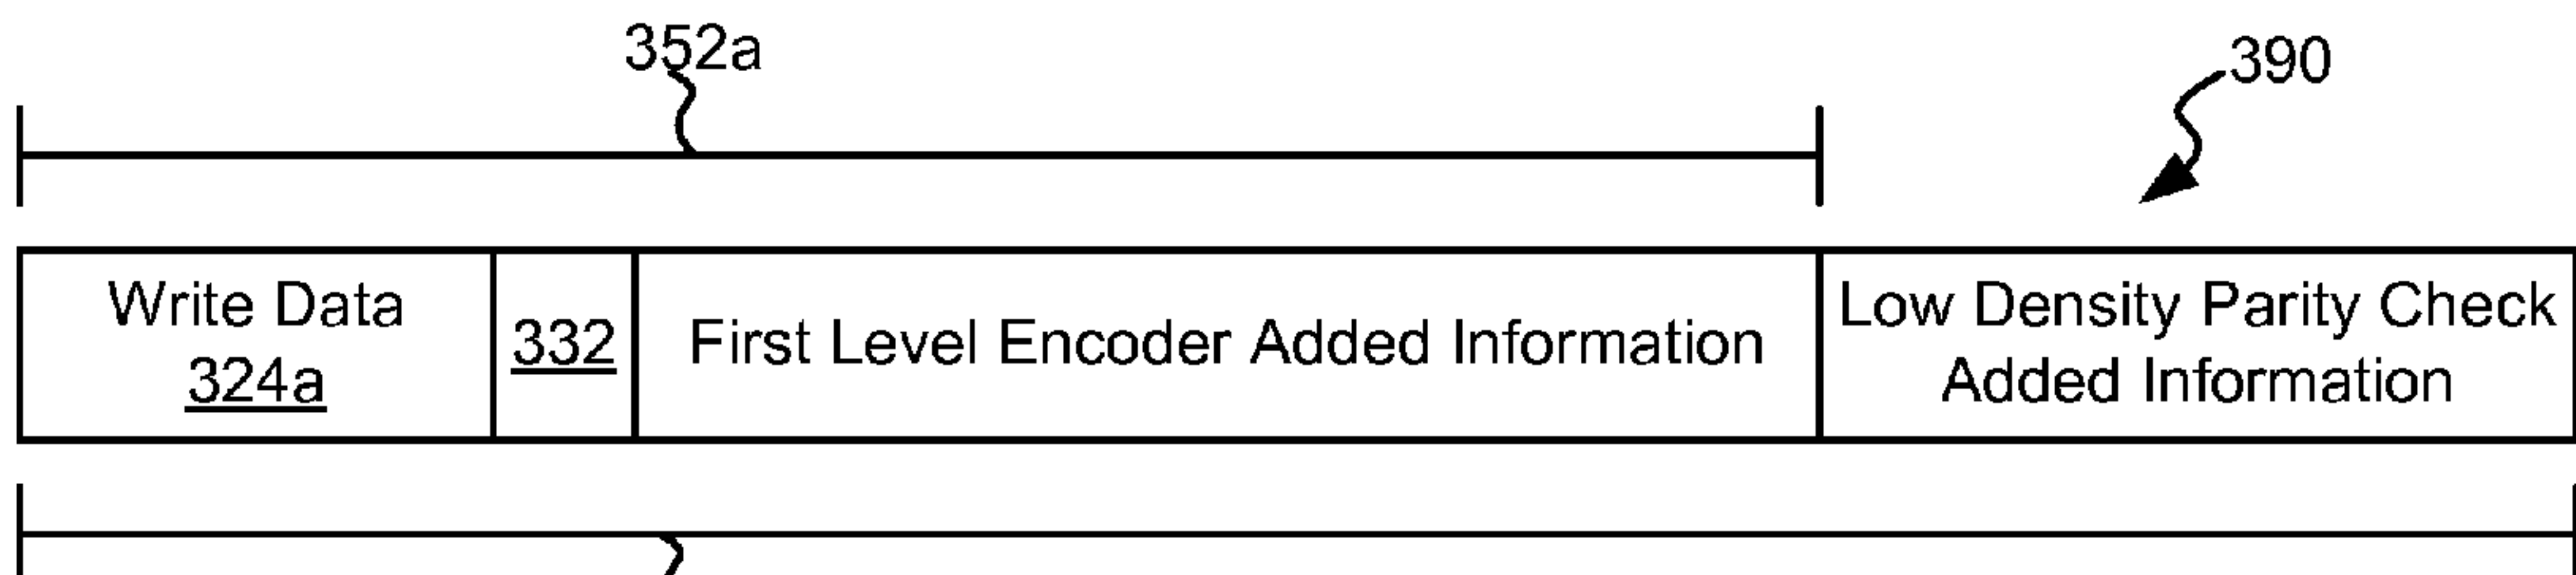 352a
390
Write Data
324a
332
First Level Encoder Added Information
Low Density Parity Check
Added Information